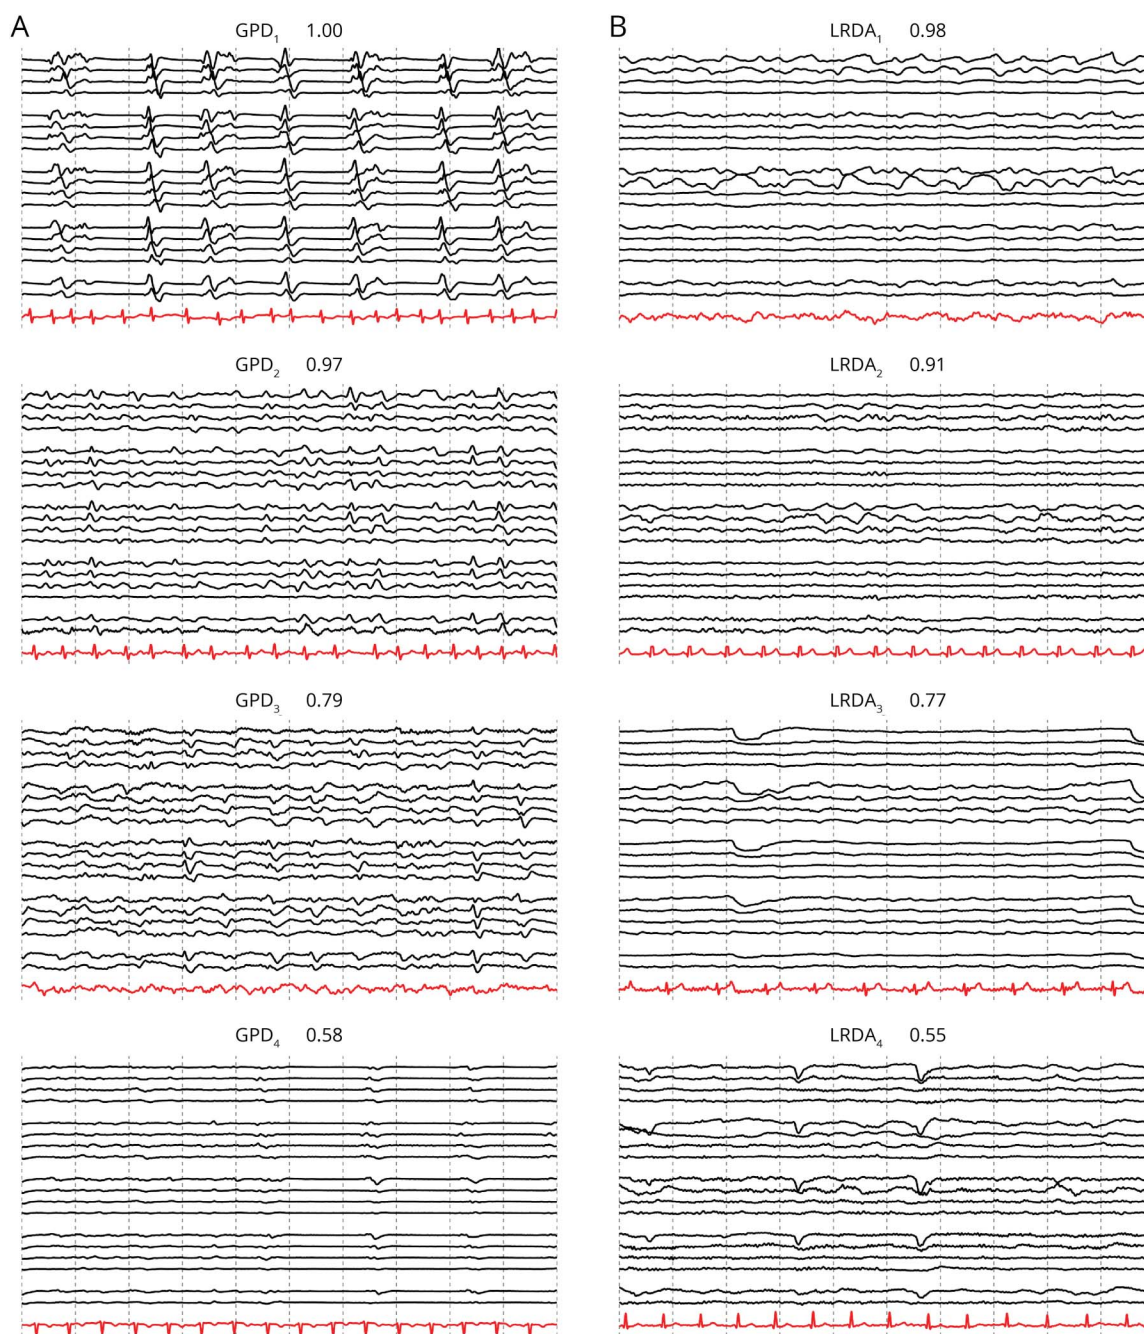 A
GPD₁ 1.00
GPD₂ 0.97
GPD₃ 0.79
GPD₄ 0.58
B
LRDA₁ 0.98
LRDA₂ 0.91
LRDA₃ 0.77
LRDA₄ 0.55